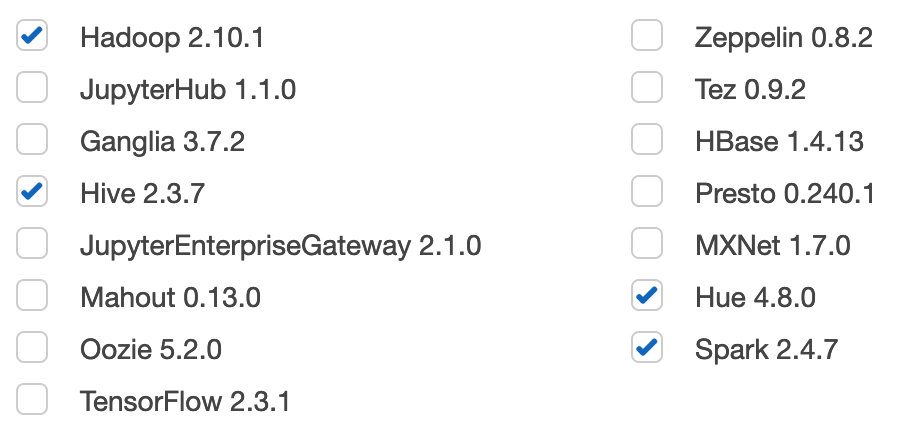 Hadoop 2.10.1
JupyterHub 1.1.0
Ganglia 3.7.2
Hive 2.3.7
JupyterEnterpriseGateway 2.1.0
Mahout 0.13.0
Oozie 5.2.0
TensorFlow 2.3.1
Zeppelin 0.8.2
Tez 0.9.2
HBase 1.4.13
Presto 0.240.1
MXNet 1.7.0
Hue 4.8.0
Spark 2.4.7